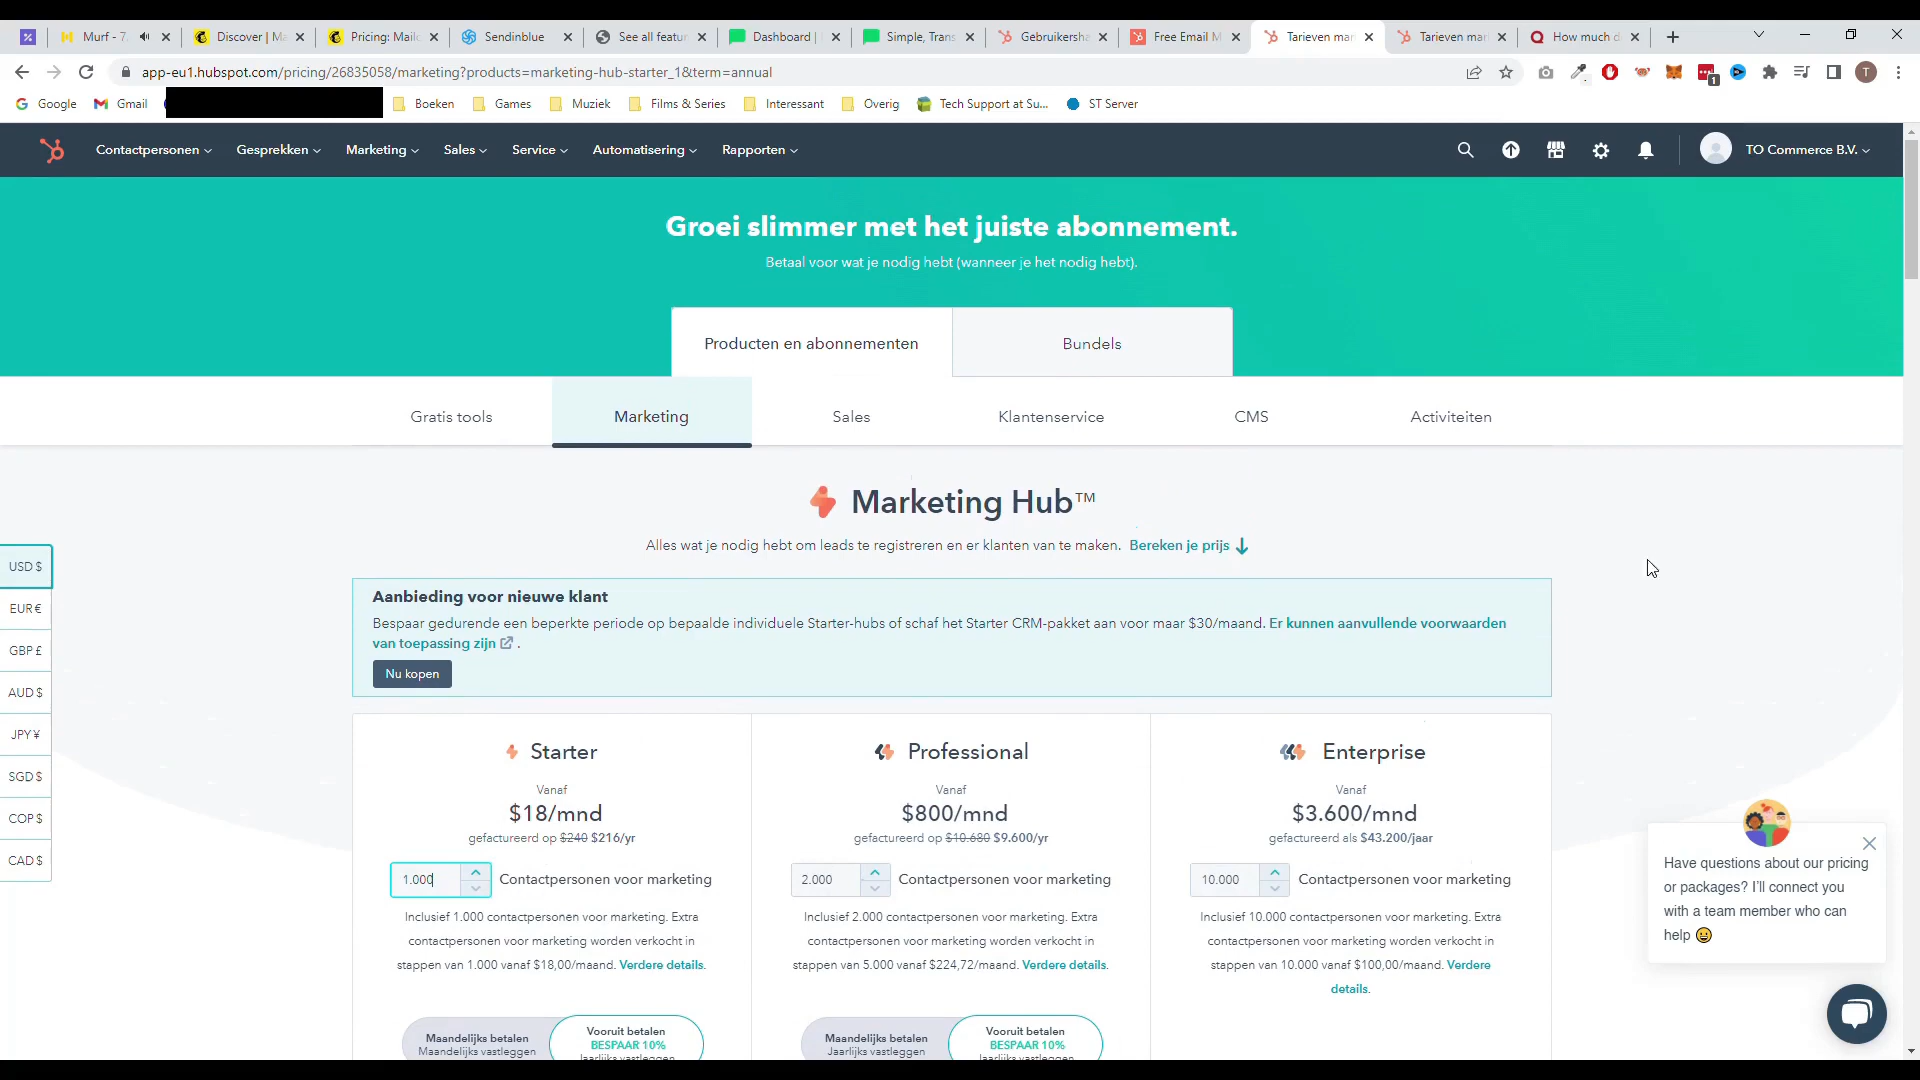 Murf - 7.
Discover | Ma
Pricing: Mailc
Sendinblue
See all featur
Dashboard |
Simple, Trans
Gebruikersha
Free Email M
Tarieven mar
Tarieven mar
How much d
app-eu1.hubspot.com/pricing/26835058/marketing?products=marketing-hub-starter_1&term=annual
Google
Gmail
Boeken
Games
Muziek
Films & Series
Interessant
Overig
Tech Support at Su...
ST Server
Contactpersonen
Gesprekken
Marketing
Sales
Service
Automatisering
Rapporten
TO Commerce B.V.
Groei slimmer met het juiste abonnement.
Betaal voor wat je nodig hebt (wanneer je het nodig hebt).
Producten en abonnementen
Bundels
Gratis tools
Marketing
Sales
Klantenservice
CMS
Activiteiten
Marketing Hub™
Alles wat je nodig hebt om leads te registreren en er klanten van te maken. Bereken je prijs
USD $
EUR €
GBP £
AUD $
JPY ¥
SGD $
COP $
CAD $
Aanbieding voor nieuwe klant
Bespaar gedurende een beperkte periode op bepaalde individuele Starter-hubs of schaf het Starter CRM-pakket aan voor maar $30/maand. Er kunnen aanvullende voorwaarden
van toepassing zijn .
Nu kopen
Starter
Vanaf
$18/mnd
gefactureerd op $240 $216/yr
1.000 Contactpersonen voor marketing
Inclusief 1.000 contactpersonen voor marketing. Extra
contactpersonen voor marketing worden verkocht in
stappen van 1.000 vanaf $18,00/maand. Verdere details.
Maandelijks betalen
Maandelijks vastleggen
Vooruit betalen
BESPAAR 10%
Jaarlijks vastleggen
Professional
Vanaf
$800/mnd
gefactureerd op $10.680 $9.600/yr
2.000 Contactpersonen voor marketing
Inclusief 2.000 contactpersonen voor marketing. Extra
contactpersonen voor marketing worden verkocht in
stappen van 5.000 vanaf $224,72/maand. Verdere details.
Maandelijks betalen
Jaarlijks vastleggen
Vooruit betalen
BESPAAR 10%
Jaarlijks vastleggen
Enterprise
Vanaf
$3.600/mnd
gefactureerd als $43.200/jaar
10.000 Contactpersonen voor marketing
Inclusief 10.000 contactpersonen voor marketing. Extra
contactpersonen voor marketing worden verkocht in
stappen van 10.000 vanaf $100,00/maand. Verdere
details.
Have questions about our pricing
or packages? I'll connect you
with a team member who can
help